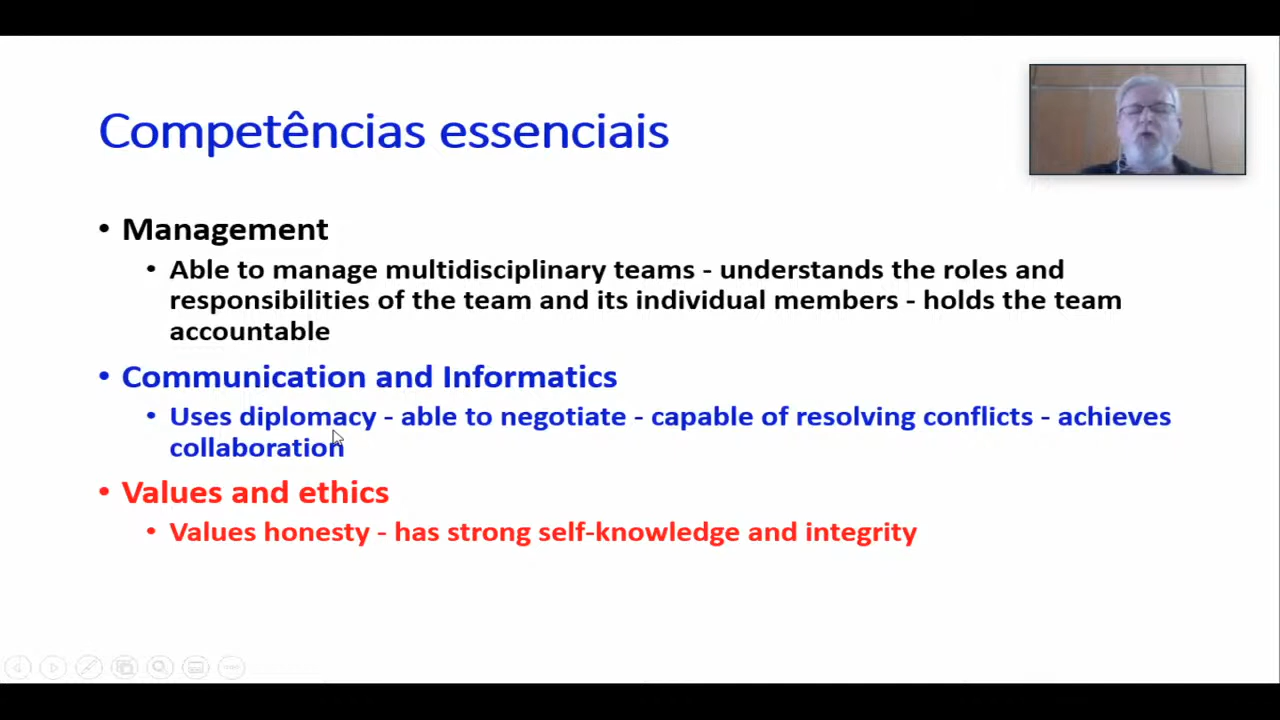 Competências essenciais
• Management
• Able to manage multidisciplinary teams - understands the roles and
responsibilities of the team and its individual members - holds the team
accountable
• Communication and Informatics
• Uses diplomacy - able to negotiate - capable of resolving conflicts - achieves
collaboration
• Values and ethics
• Values honesty - has strong self-knowledge and integrity